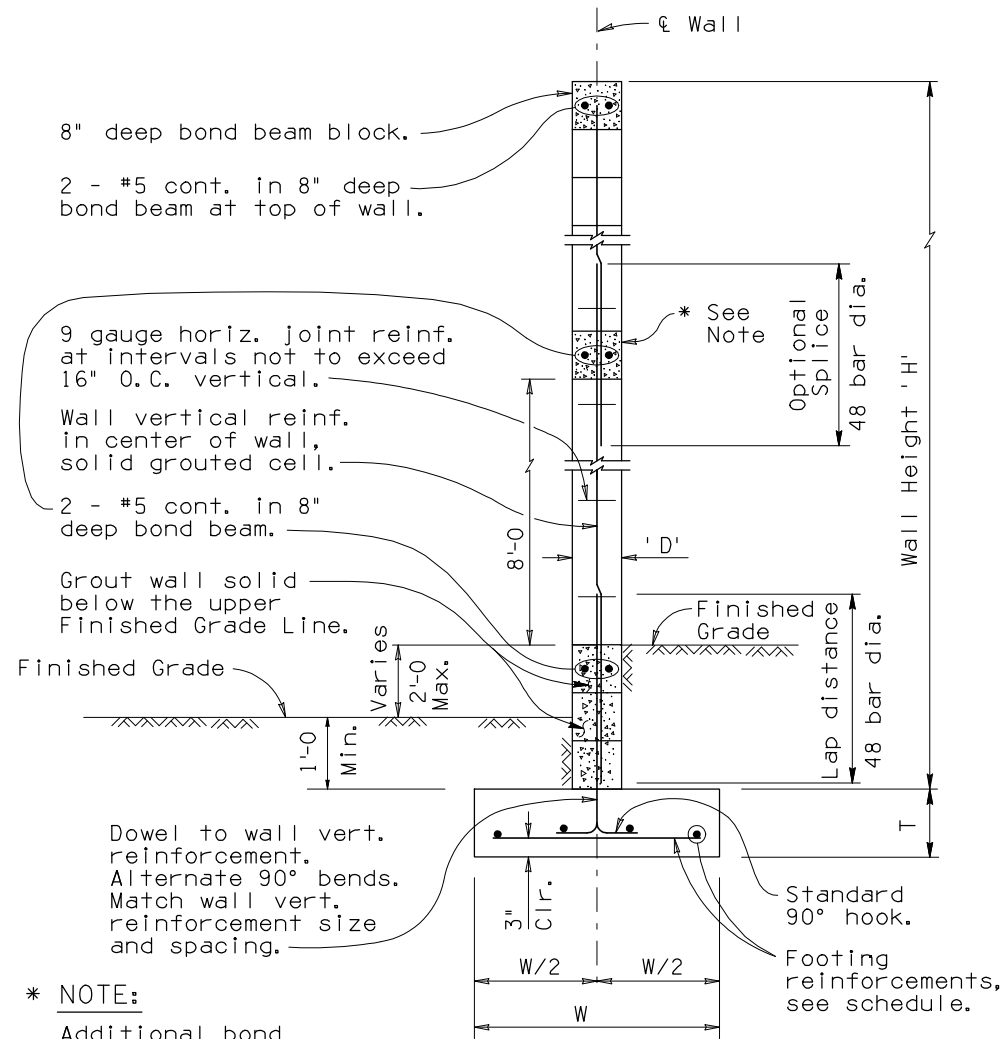 ℄ Wall
8" deep bond beam block.
2 - #5 cont. in 8" deep
bond beam at top of wall.
9 gauge horiz. joint reinf.
at intervals not to exceed
16" O.C. vertical.
* See
Note
Optional
Splice
48 bar dia.
Wall Height 'H'
Wall vertical reinf.
in center of wall,
solid grouted cell.
2 - #5 cont. in 8"
deep bond beam.
8'-0
'D'
Grout wall solid
below the upper
Finished Grade Line.
Finished
Grade
Finished Grade
Varies
2'-0
Max.
1'-0
Min.
Lap distance
48 bar dia.
T
Dowel to wall vert.
reinforcement.
Alternate 90° bends.
Match wall vert.
reinforcement size
and spacing.
3"
Clr.
Standard
90° hook.
Footing
reinforcements,
see schedule.
W/2
W/2
W
* NOTE:
Additional bond